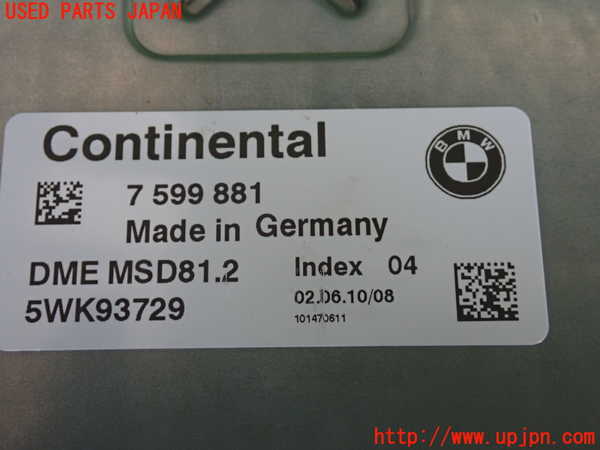 USED PARTS JAPAN
Continental
BMW
7 599 881
Made in Germany
DME MSD81.2 Index 04
5WK93729 02.06.10/08
101470611
http://www.upjpn.com/